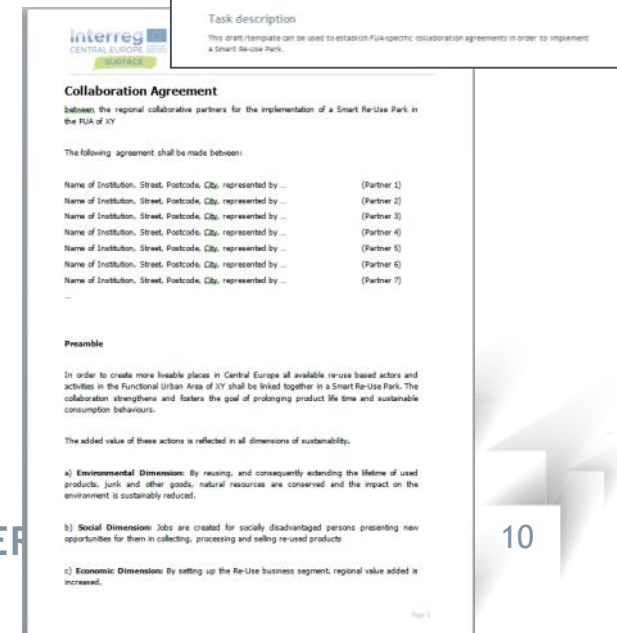 Task description
This draft/template can be used to establish FUA-specific collaboration agreements in order to implement
a Smart Re-Use Park.
Interreg
CENTRAL EUROPE
SURFACE
Collaboration Agreement
between the regional collaborative partners for the implementation of a Smart Re-Use Park in
the FUA of XY
The following agreement shall be made between:
Name of Institution, Street, Postcode, City, represented by ... (Partner 1)
Name of Institution, Street, Postcode, City, represented by ... (Partner 2)
Name of Institution, Street, Postcode, City, represented by ... (Partner 3)
Name of Institution, Street, Postcode, City, represented by ... (Partner 4)
Name of Institution, Street, Postcode, City, represented by ... (Partner 5)
Name of Institution, Street, Postcode, City, represented by ... (Partner 6)
Name of Institution, Street, Postcode, City, represented by ... (Partner 7)
...
Preamble
In order to create more liveable places in Central Europe all available re-use based actors and
activities in the Functional Urban Area of XY shall be linked together in a Smart Re-Use Park. The
collaboration strengthens and fosters the goal of prolonging product life time and sustainable
consumption behaviours.
The added value of these actions is reflected in all dimensions of sustainability.
a) Environmental Dimension: By reusing, and consequently extending the lifetime of used
products, junk and other goods, natural resources are conserved and the impact on the
environment is sustainably reduced.
b) Social Dimension: Jobs are created for socially disadvantaged persons presenting new
opportunities for them in collecting, processing and selling re-used products
c) Economic Dimension: By setting up the Re-Use business segment, regional value added is
increased.
ER
10
Page 1